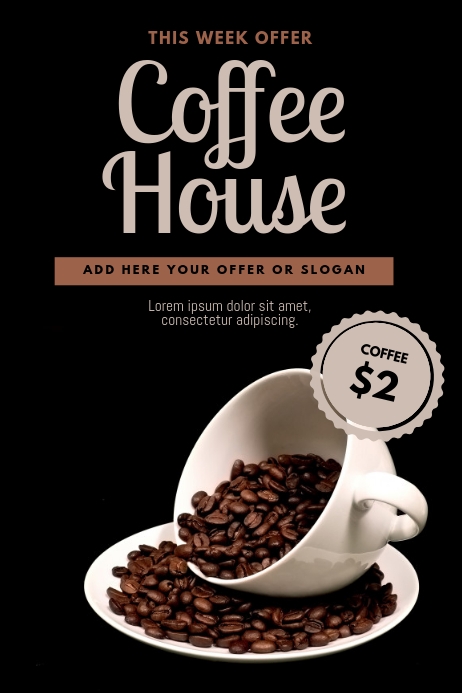 THIS WEEK OFFER
Coffee
House
ADD HERE YOUR OFFER OR SLOGAN
Lorem ipsum dolor sit amet,
consectetur adipiscing.
COFFEE
$2